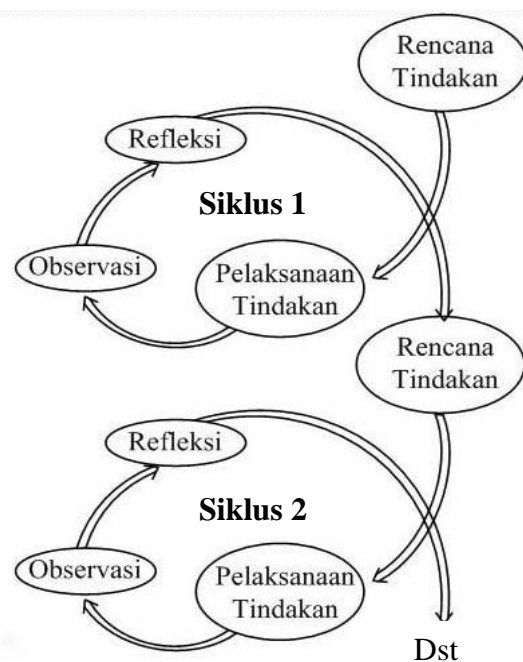 Rencana
Tindakan
Refleksi
Siklus 1
Observasi
Pelaksanaan
Tindakan
Rencana
Tindakan
Refleksi
Siklus 2
Observasi
Pelaksanaan
Tindakan
Dst